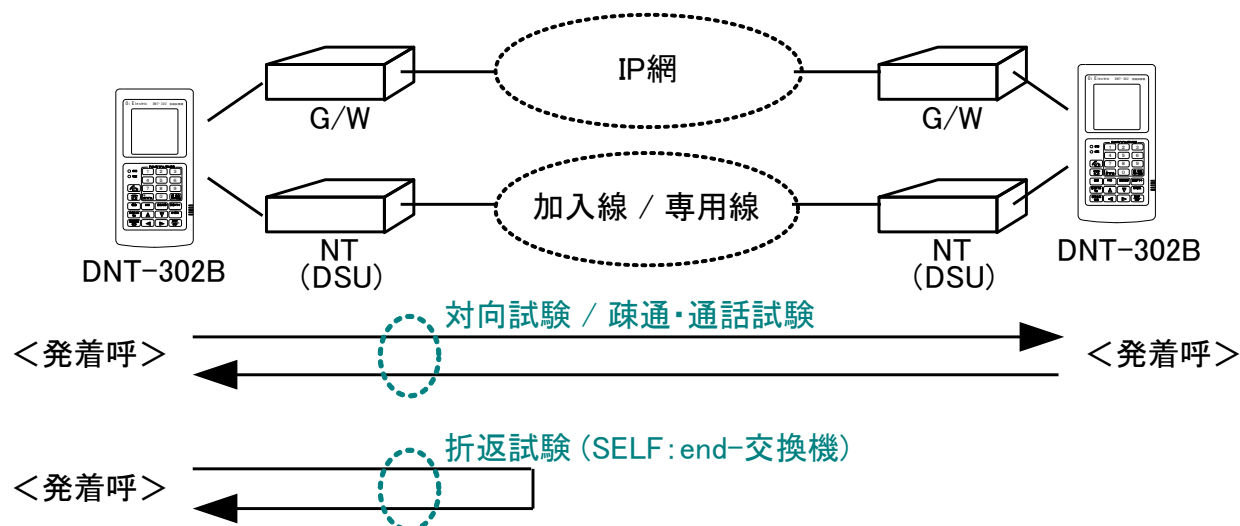 IP網
G/W
G/W
加入線 / 専用線
NT
(DSU)
NT
(DSU)
DNT-302B
DNT-302B
対向試験 / 疎通・通話試験
＜発着呼＞
＜発着呼＞
折返試験 (SELF:end-交換機)
＜発着呼＞